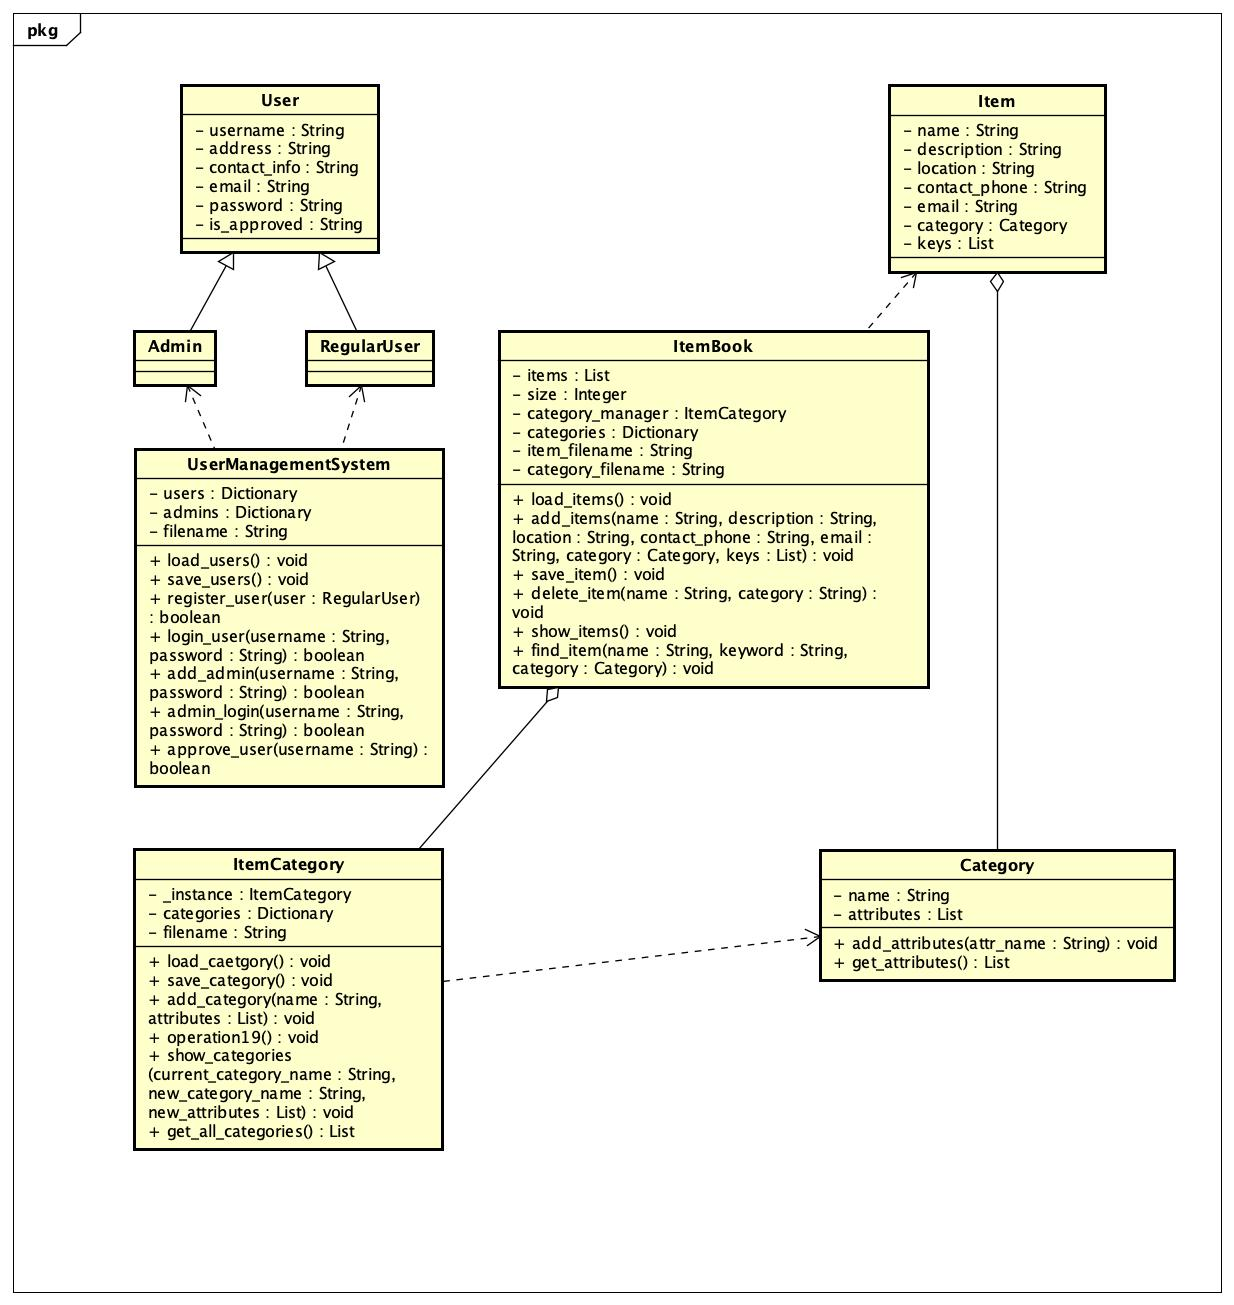 pkg
User
– username : String
– address : String
– contact_info : String
– email : String
– password : String
– is_approved : String
Item
– name : String
– description : String
– location : String
– contact_phone : String
– email : String
– category : Category
– keys : List
Admin
RegularUser
ItemBook
– items : List
– size : Integer
– category_manager : ItemCategory
– categories : Dictionary
– item_filename : String
– category_filename : String
+ load_items() : void
+ add_items(name : String, description : String,
location : String, contact_phone : String, email :
String, category : Category, keys : List) : void
+ save_item() : void
+ delete_item(name : String, category : String) :
void
+ show_items() : void
+ find_item(name : String, keyword : String,
category : Category) : void
UserManagementSystem
– users : Dictionary
– admins : Dictionary
– filename : String
+ load_users() : void
+ save_users() : void
+ register_user(user : RegularUser)
: boolean
+ login_user(username : String,
password : String) : boolean
+ add_admin(username : String,
password : String) : boolean
+ admin_login(username : String,
password : String) : boolean
+ approve_user(username : String) :
boolean
ItemCategory
– _instance : ItemCategory
– categories : Dictionary
– filename : String
+ load_caetgory() : void
+ save_category() : void
+ add_category(name : String,
attributes : List) : void
+ operation19() : void
+ show_categories
(current_category_name : String,
new_category_name : String,
new_attributes : List) : void
+ get_all_categories() : List
Category
– name : String
– attributes : List
+ add_attributes(attr_name : String) : void
+ get_attributes() : List